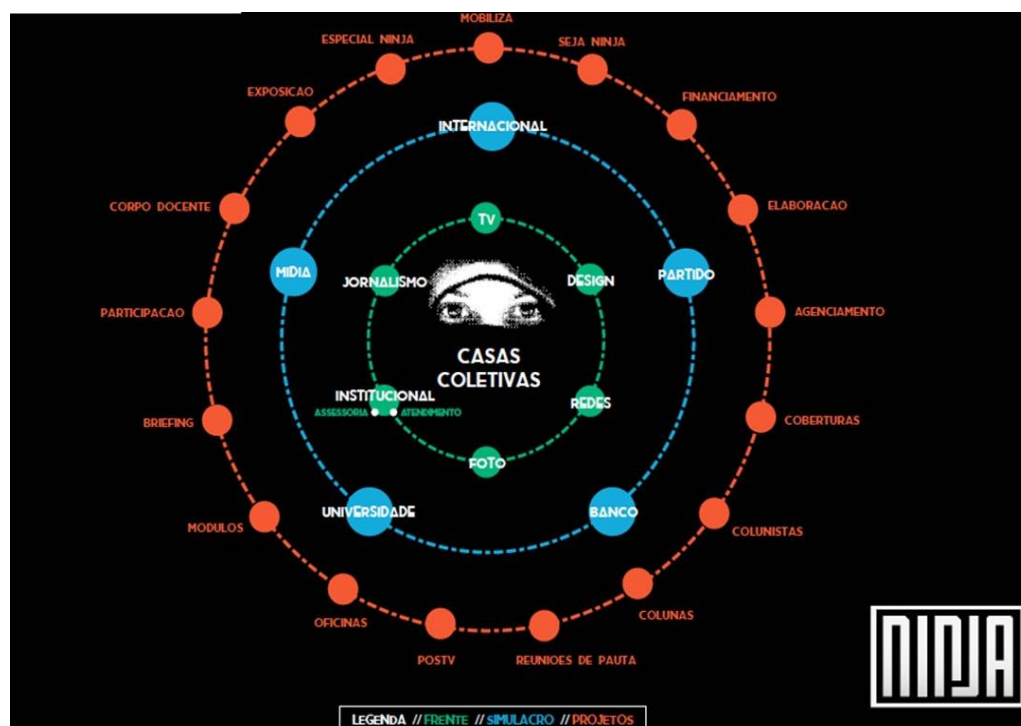 MOBILIZA
ESPECIAL NINJA
SEJA NINJA
EXPOSICAO
FINANCIAMENTO
INTERNACIONAL
CORPO DOCENTE
ELABORACAO
TV
MIDIA
JORNALISMO
DESIGN
PARTIDO
PARTICIPACAO
AGENCIAMENTO
CASAS
COLETIVAS
INSTITUCIONAL
REDES
ASSESSORIA
ATENDIMENTO
BRIEFING
COBERTURAS
FOTO
UNIVERSIDADE
BANCO
MODULOS
COLUNISTAS
OFICINAS
COLUNAS
POSTV
REUNIOES DE PAUTA
NINJA
LEGENDA // FRENTE // SIMULACRO // PROJETOS